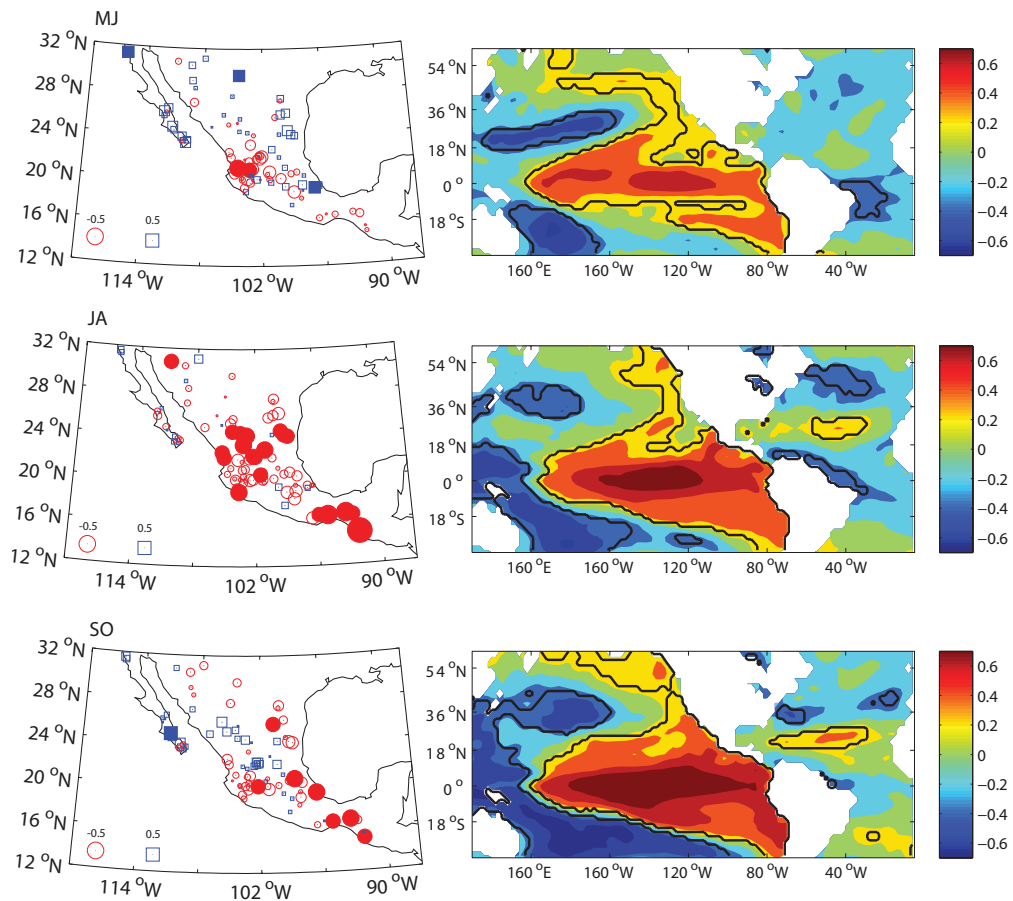 MJ
32 °N
28 °N
24 °N
20 °N
16 °N
12 °N
-0.5
0.5
114 °W
102 °W
90 °W
54 °N
36 °N
18 °N
0 °
18 °S
160 °E
160 °W
120 °W
80 °W
40 °W
0.6
0.4
0.2
0
−0.2
−0.4
−0.6
JA
32 °N
28 °N
24 °N
20 °N
16 °N
12 °N
-0.5
0.5
114 °W
102 °W
90 °W
54 °N
36 °N
18 °N
0 °
18 °S
160 °E
160 °W
120 °W
80 °W
40 °W
0.6
0.4
0.2
0
−0.2
−0.4
−0.6
SO
32 °N
28 °N
24 °N
20 °N
16 °N
12 °N
-0.5
0.5
114 °W
102 °W
90 °W
54 °N
36 °N
18 °N
0 °
18 °S
160 °E
160 °W
120 °W
80 °W
40 °W
0.6
0.4
0.2
0
−0.2
−0.4
−0.6